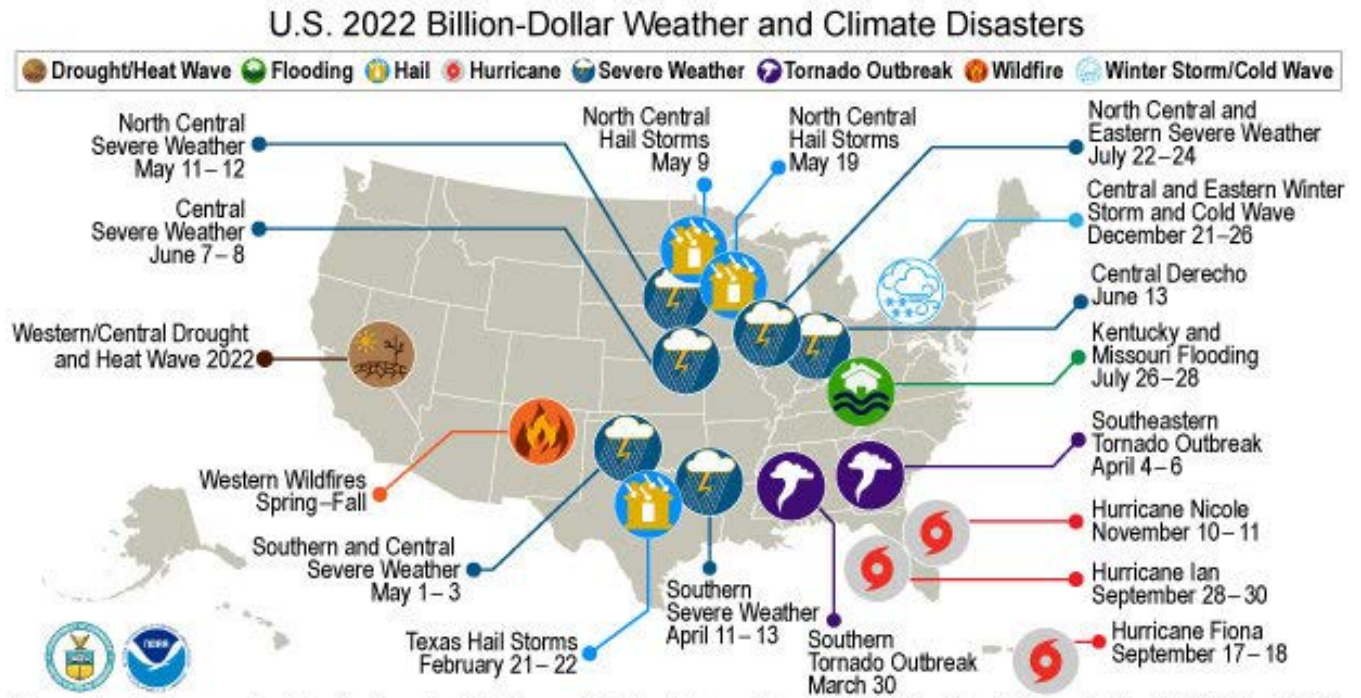 U.S. 2022 Billion-Dollar Weather and Climate Disasters
Drought/Heat Wave Flooding Hail Hurricane Severe Weather Tornado Outbreak Wildfire Winter Storm/Cold Wave
North Central
Severe Weather
May 11–12
North Central
Hail Storms
May 9
North Central
Hail Storms
May 19
North Central and
Eastern Severe Weather
July 22–24
Central
Severe Weather
June 7–8
Central and Eastern Winter
Storm and Cold Wave
December 21–26
Central Derecho
June 13
Western/Central Drought
and Heat Wave 2022
Kentucky and
Missouri Flooding
July 26–28
Southeastern
Tornado Outbreak
April 4–6
Western Wildfires
Spring–Fall
Hurricane Nicole
November 10–11
Southern and Central
Severe Weather
May 1–3
Hurricane Ian
September 28–30
Southern
Severe Weather
April 11–13
Texas Hail Storms
February 21–22
Southern
Tornado Outbreak
March 30
Hurricane Fiona
September 17–18
noaa